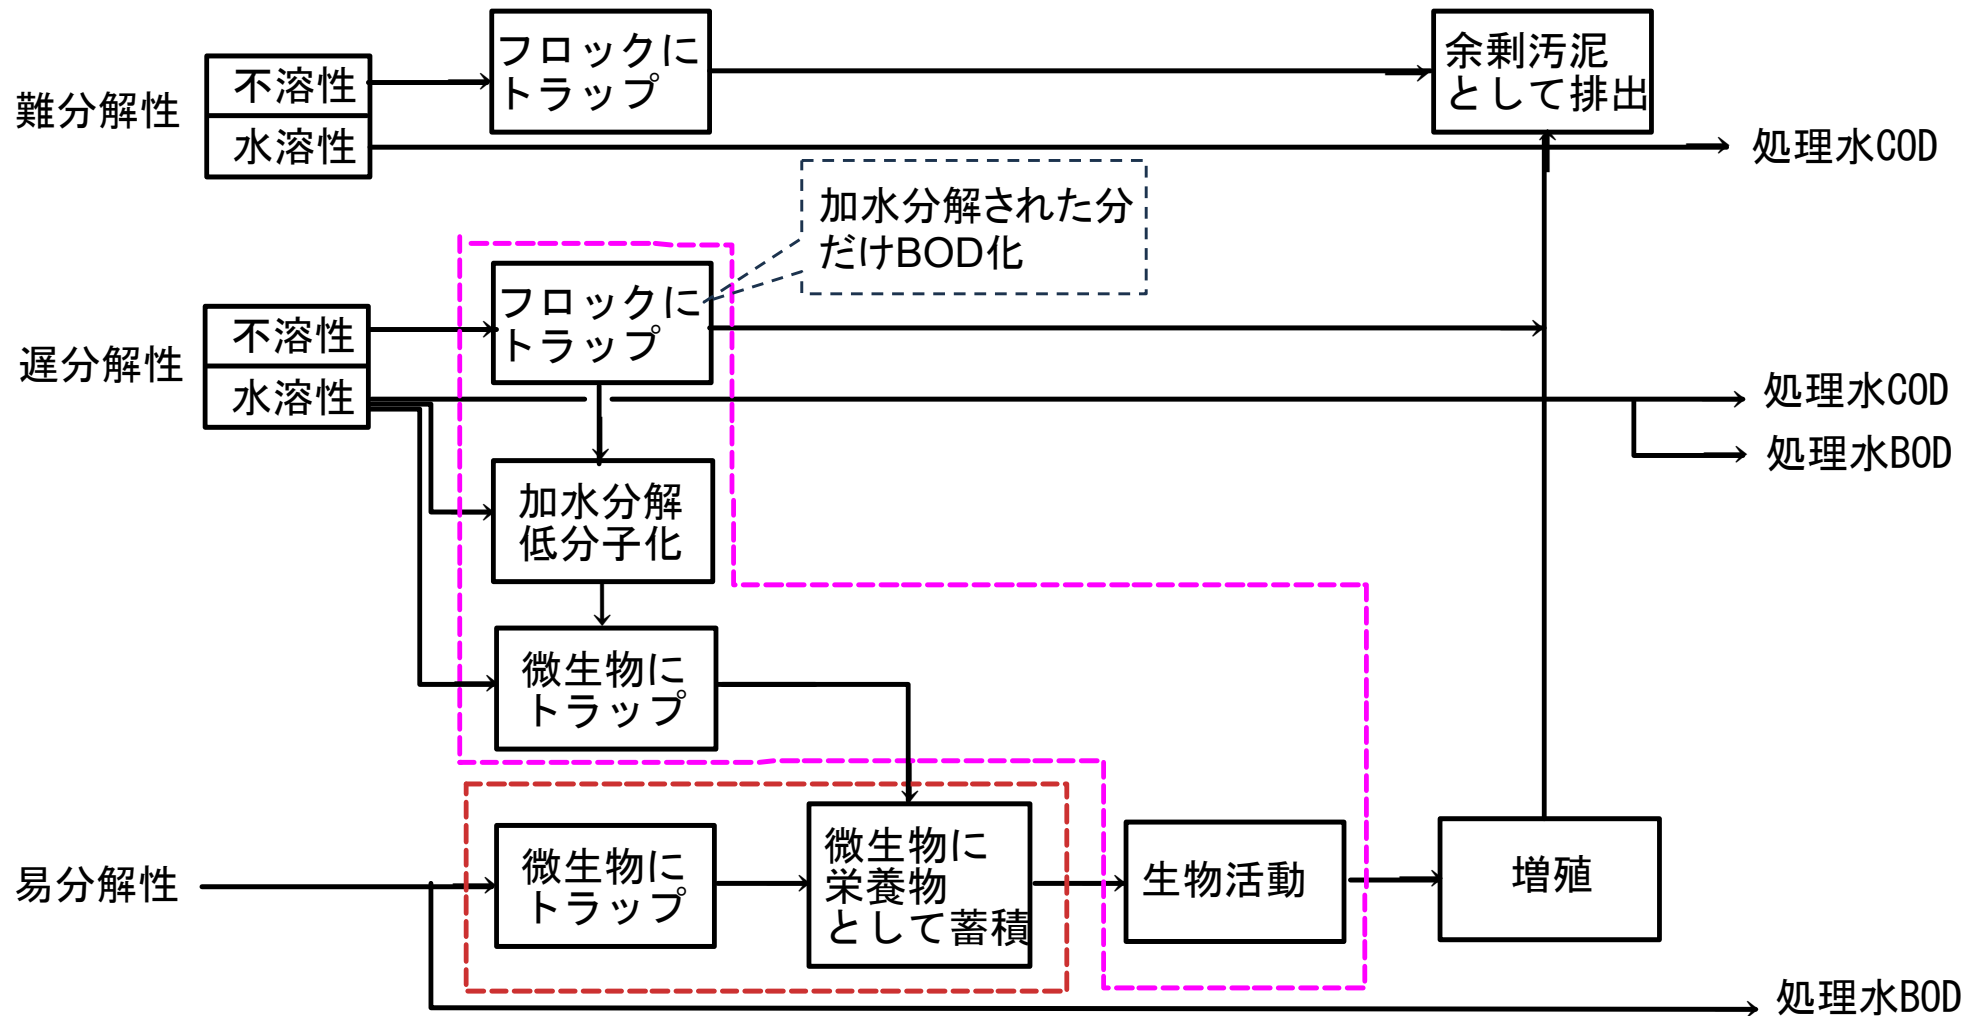 フロックに
トラップ
余剰汚泥
として排出
難分解性
不溶性
水溶性
処理水COD
加水分解された分
だけBOD化
フロックに
トラップ
遅分解性
不溶性
水溶性
処理水COD
処理水BOD
加水分解
低分子化
微生物に
トラップ
易分解性
微生物に
トラップ
微生物に
栄養物
として蓄積
生物活動
増殖
処理水BOD